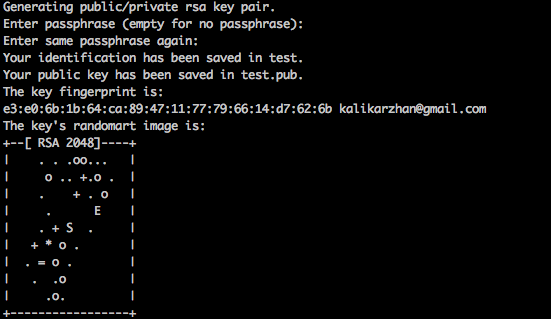 Generating public/private rsa key pair.
Enter passphrase (empty for no passphrase):
Enter same passphrase again:
Your identification has been saved in test.
Your public key has been saved in test.pub.
The key fingerprint is:
e3:e0:6b:1b:64:ca:89:47:11:77:79:66:14:d7:62:6b kalikarzhan@gmail.com
The key's randomart image is:
+--[ RSA 2048]----+
|    . . .oo...   |
|     o .. +.o .  |
|    .    + . o   |
|     .      E    |
|    . + S  .     |
|   + * o .       |
|  . = o .        |
|   .  .o         |
|     .o.         |
+-----------------+